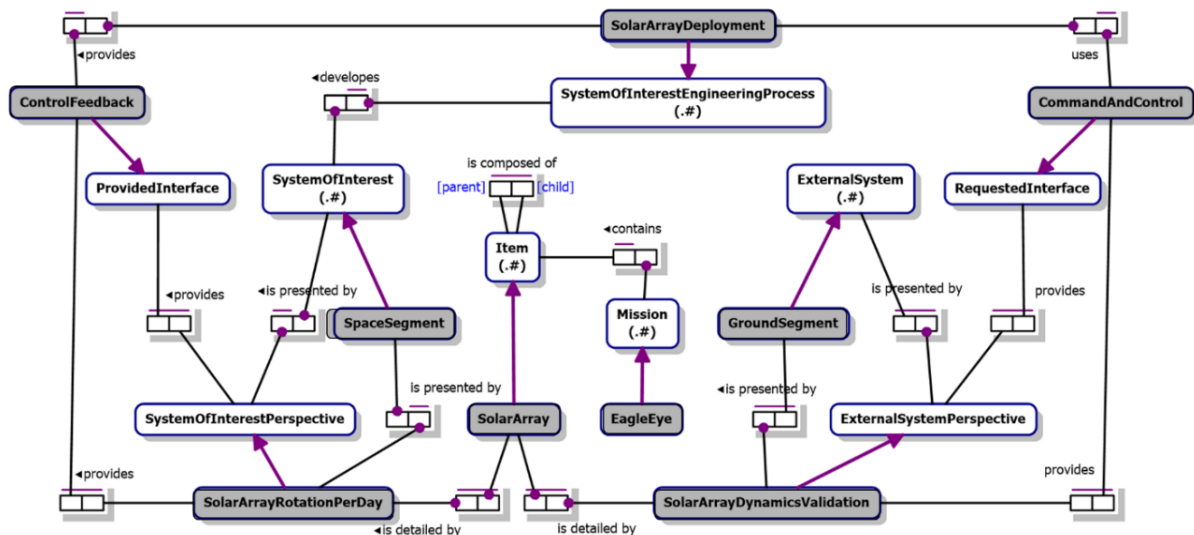 SolarArrayDeployment
◄provides
uses
◄developes
ControlFeedback
SystemOfInterestEngineeringProcess
(.#)
CommandAndControl
is composed of
[parent]
[child]
ProvidedInterface
SystemOfInterest
(.#)
ExternalSystem
(.#)
RequestedInterface
◄contains
Item
(.#)
◄provides
◄is presented by
is presented by
provides
SpaceSegment
Mission
(.#)
GroundSegment
is presented by
◄is presented by
SystemOfInterestPerspective
SolarArray
EagleEye
ExternalSystemPerspective
◄provides
provides
SolarArrayRotationPerDay
SolarArrayDynamicsValidation
◄is detailed by
is detailed by